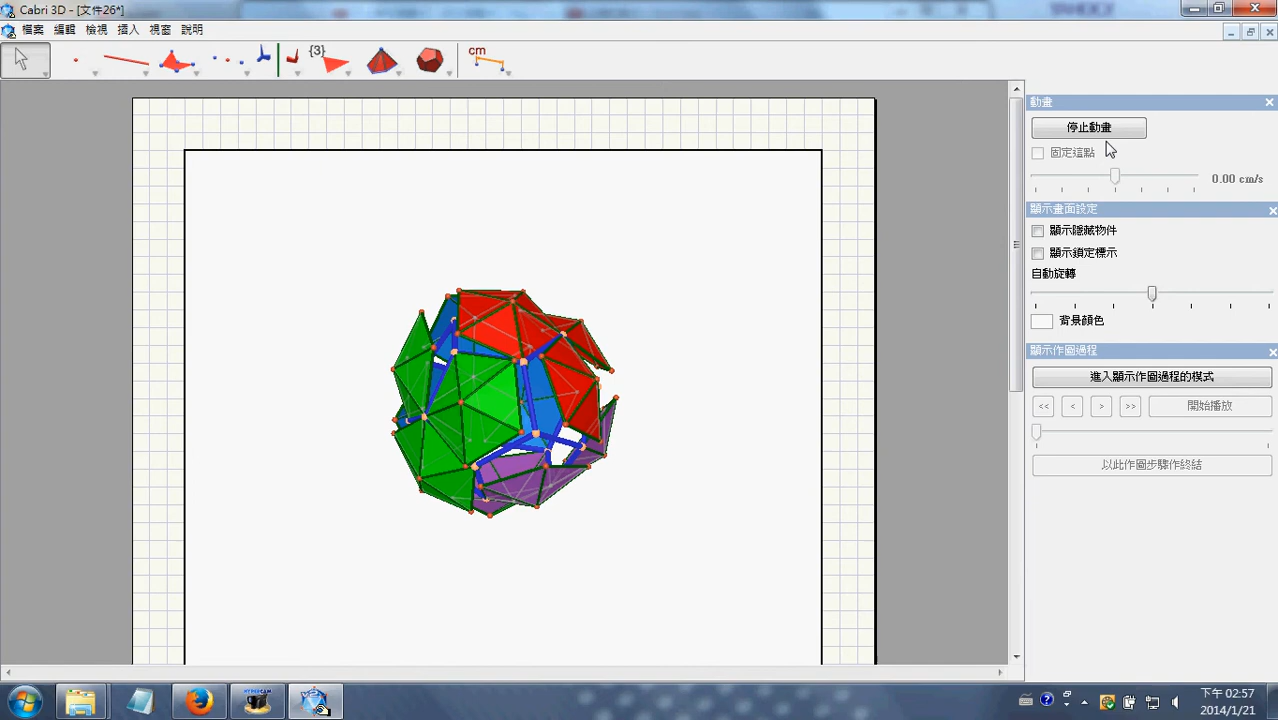 Cabri 3D - [文件26*]
檔案 編輯 檢視 插入 視窗 說明
{3}
cm
動畫
停止動畫
固定這點
0.00 cm/s
顯示畫面設定
顯示隱藏物件
顯示鎖定標示
自動旋轉
背景顏色
顯示作圖過程
進入顯示作圖過程的模式
<< < > >> 開始播放
以此作圖步驟作終結
HYPERCAM
下午 02:57
2014/1/21